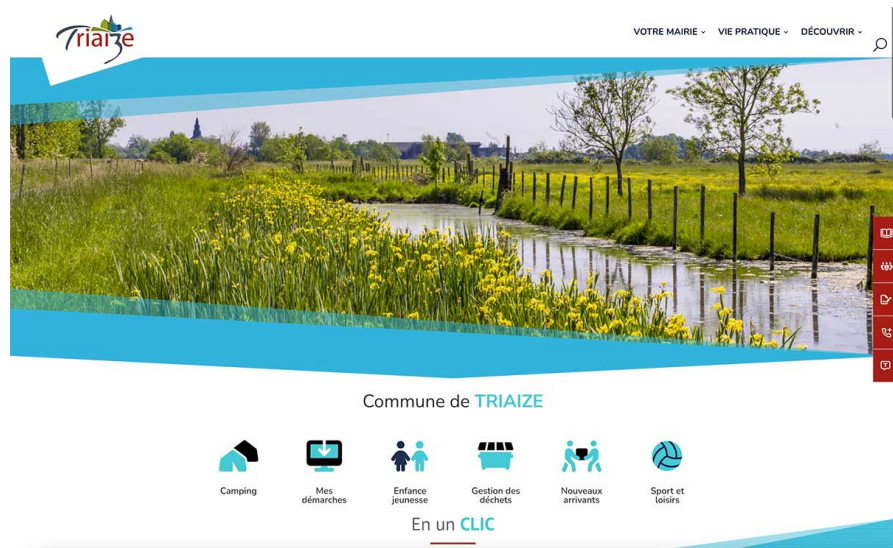 Triaize
VOTRE MAIRIE
VIE PRATIQUE
DÉCOUVRIR
Commune de TRIAIZE
Camping
Mes
démarches
Enfance
jeunesse
Gestion des
déchets
Nouveaux
arrivants
Sport et
loisirs
En un CLIC